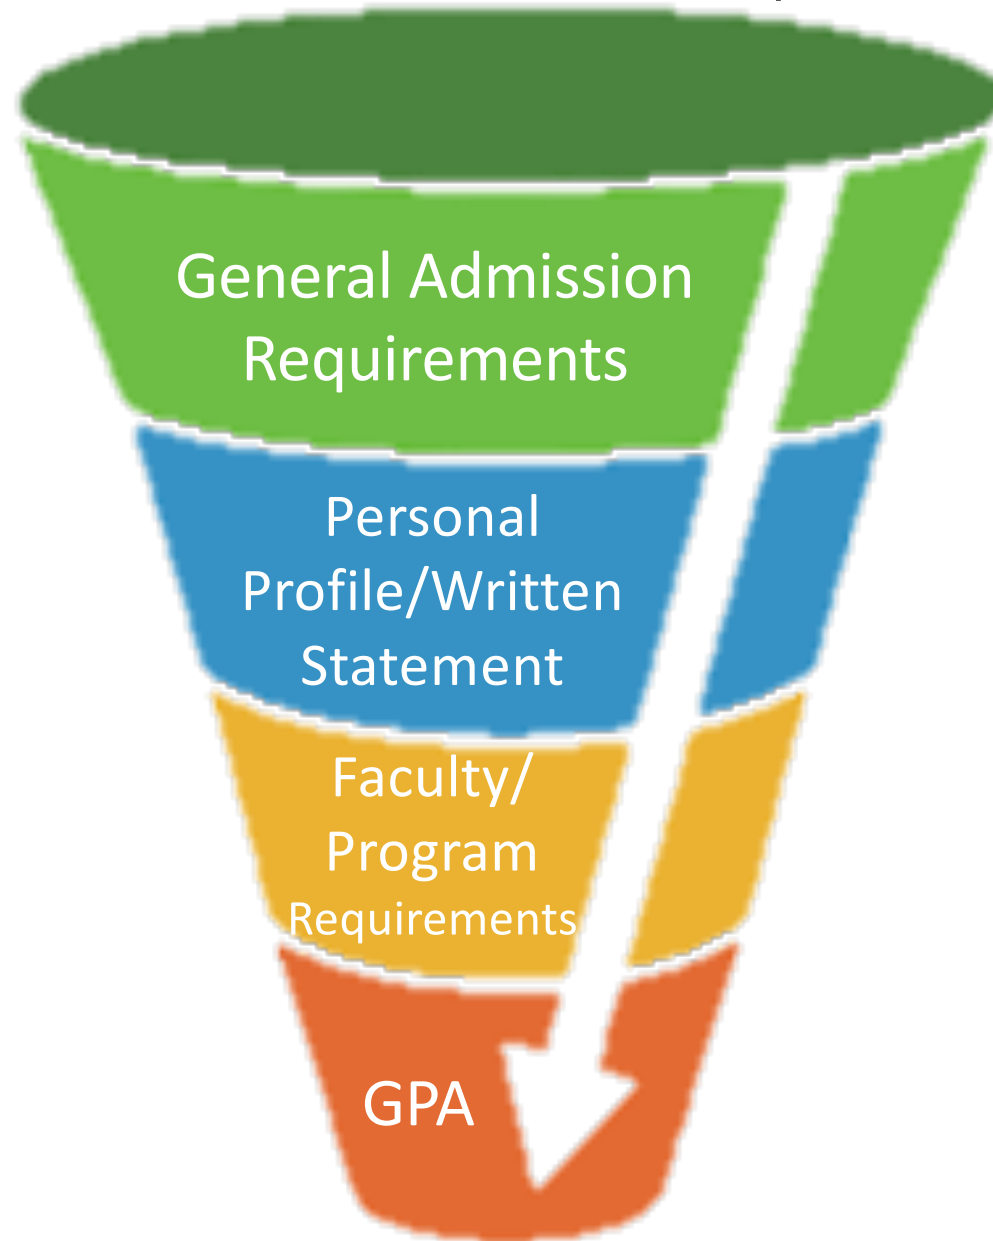 General Admission
Requirements
Personal
Profile/Written
Statement
Faculty/
Program
Requirements
GPA